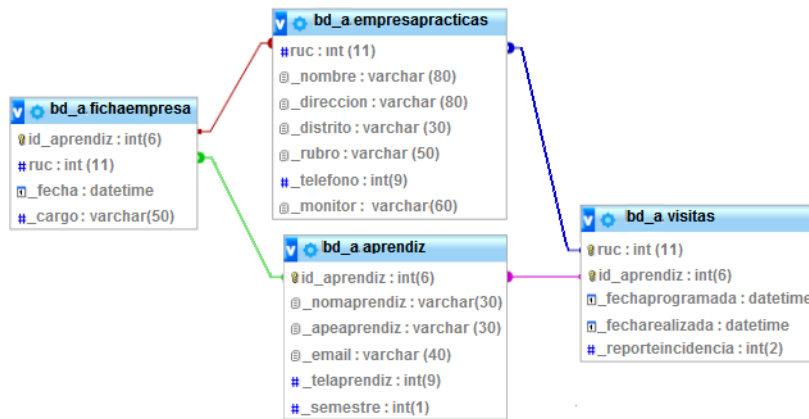 bd_a empresapracticas
#ruc : int (11)
_nombre : varchar (80)
_direccion : varchar (80)
_distrito : varchar (30)
_rubro : varchar (50)
#_telefono : int(9)
_monitor : varchar(60)
bd_a fichaempresa
id_aprendiz : int(6)
#ruc : int (11)
_fecha : datetime
#_cargo: varchar(50)
bd_a aprendiz
id_aprendiz : int(6)
_nomaprendiz : varchar(30)
_apeaprendiz : varchar (30)
_email : varchar (40)
#_telaprendiz : int(9)
#_semestre : int(1)
bd_a visitas
ruc : int (11)
id_aprendiz : int(6)
_fechaprogramada : datetime
_fecharealizada : datetime
#_reporteincidencia : int(2)